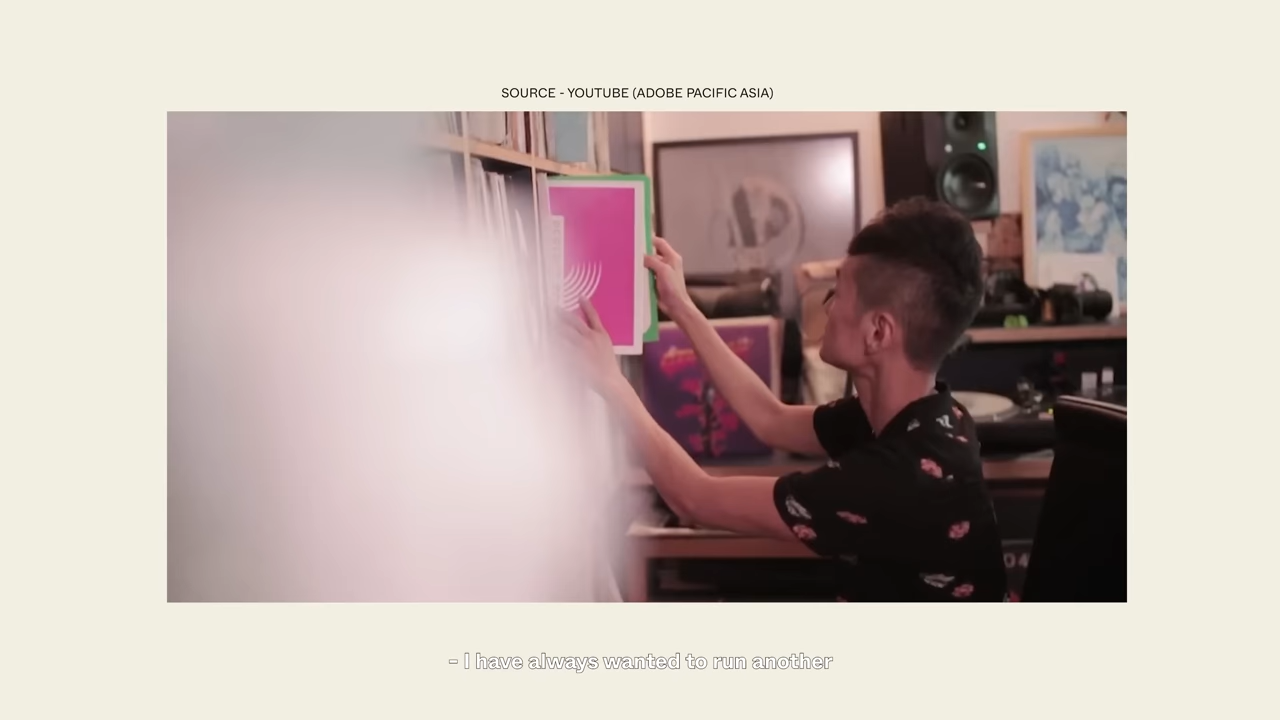 SOURCE - YOUTUBE (ADOBE PACIFIC ASIA)
- I have always wanted to run another